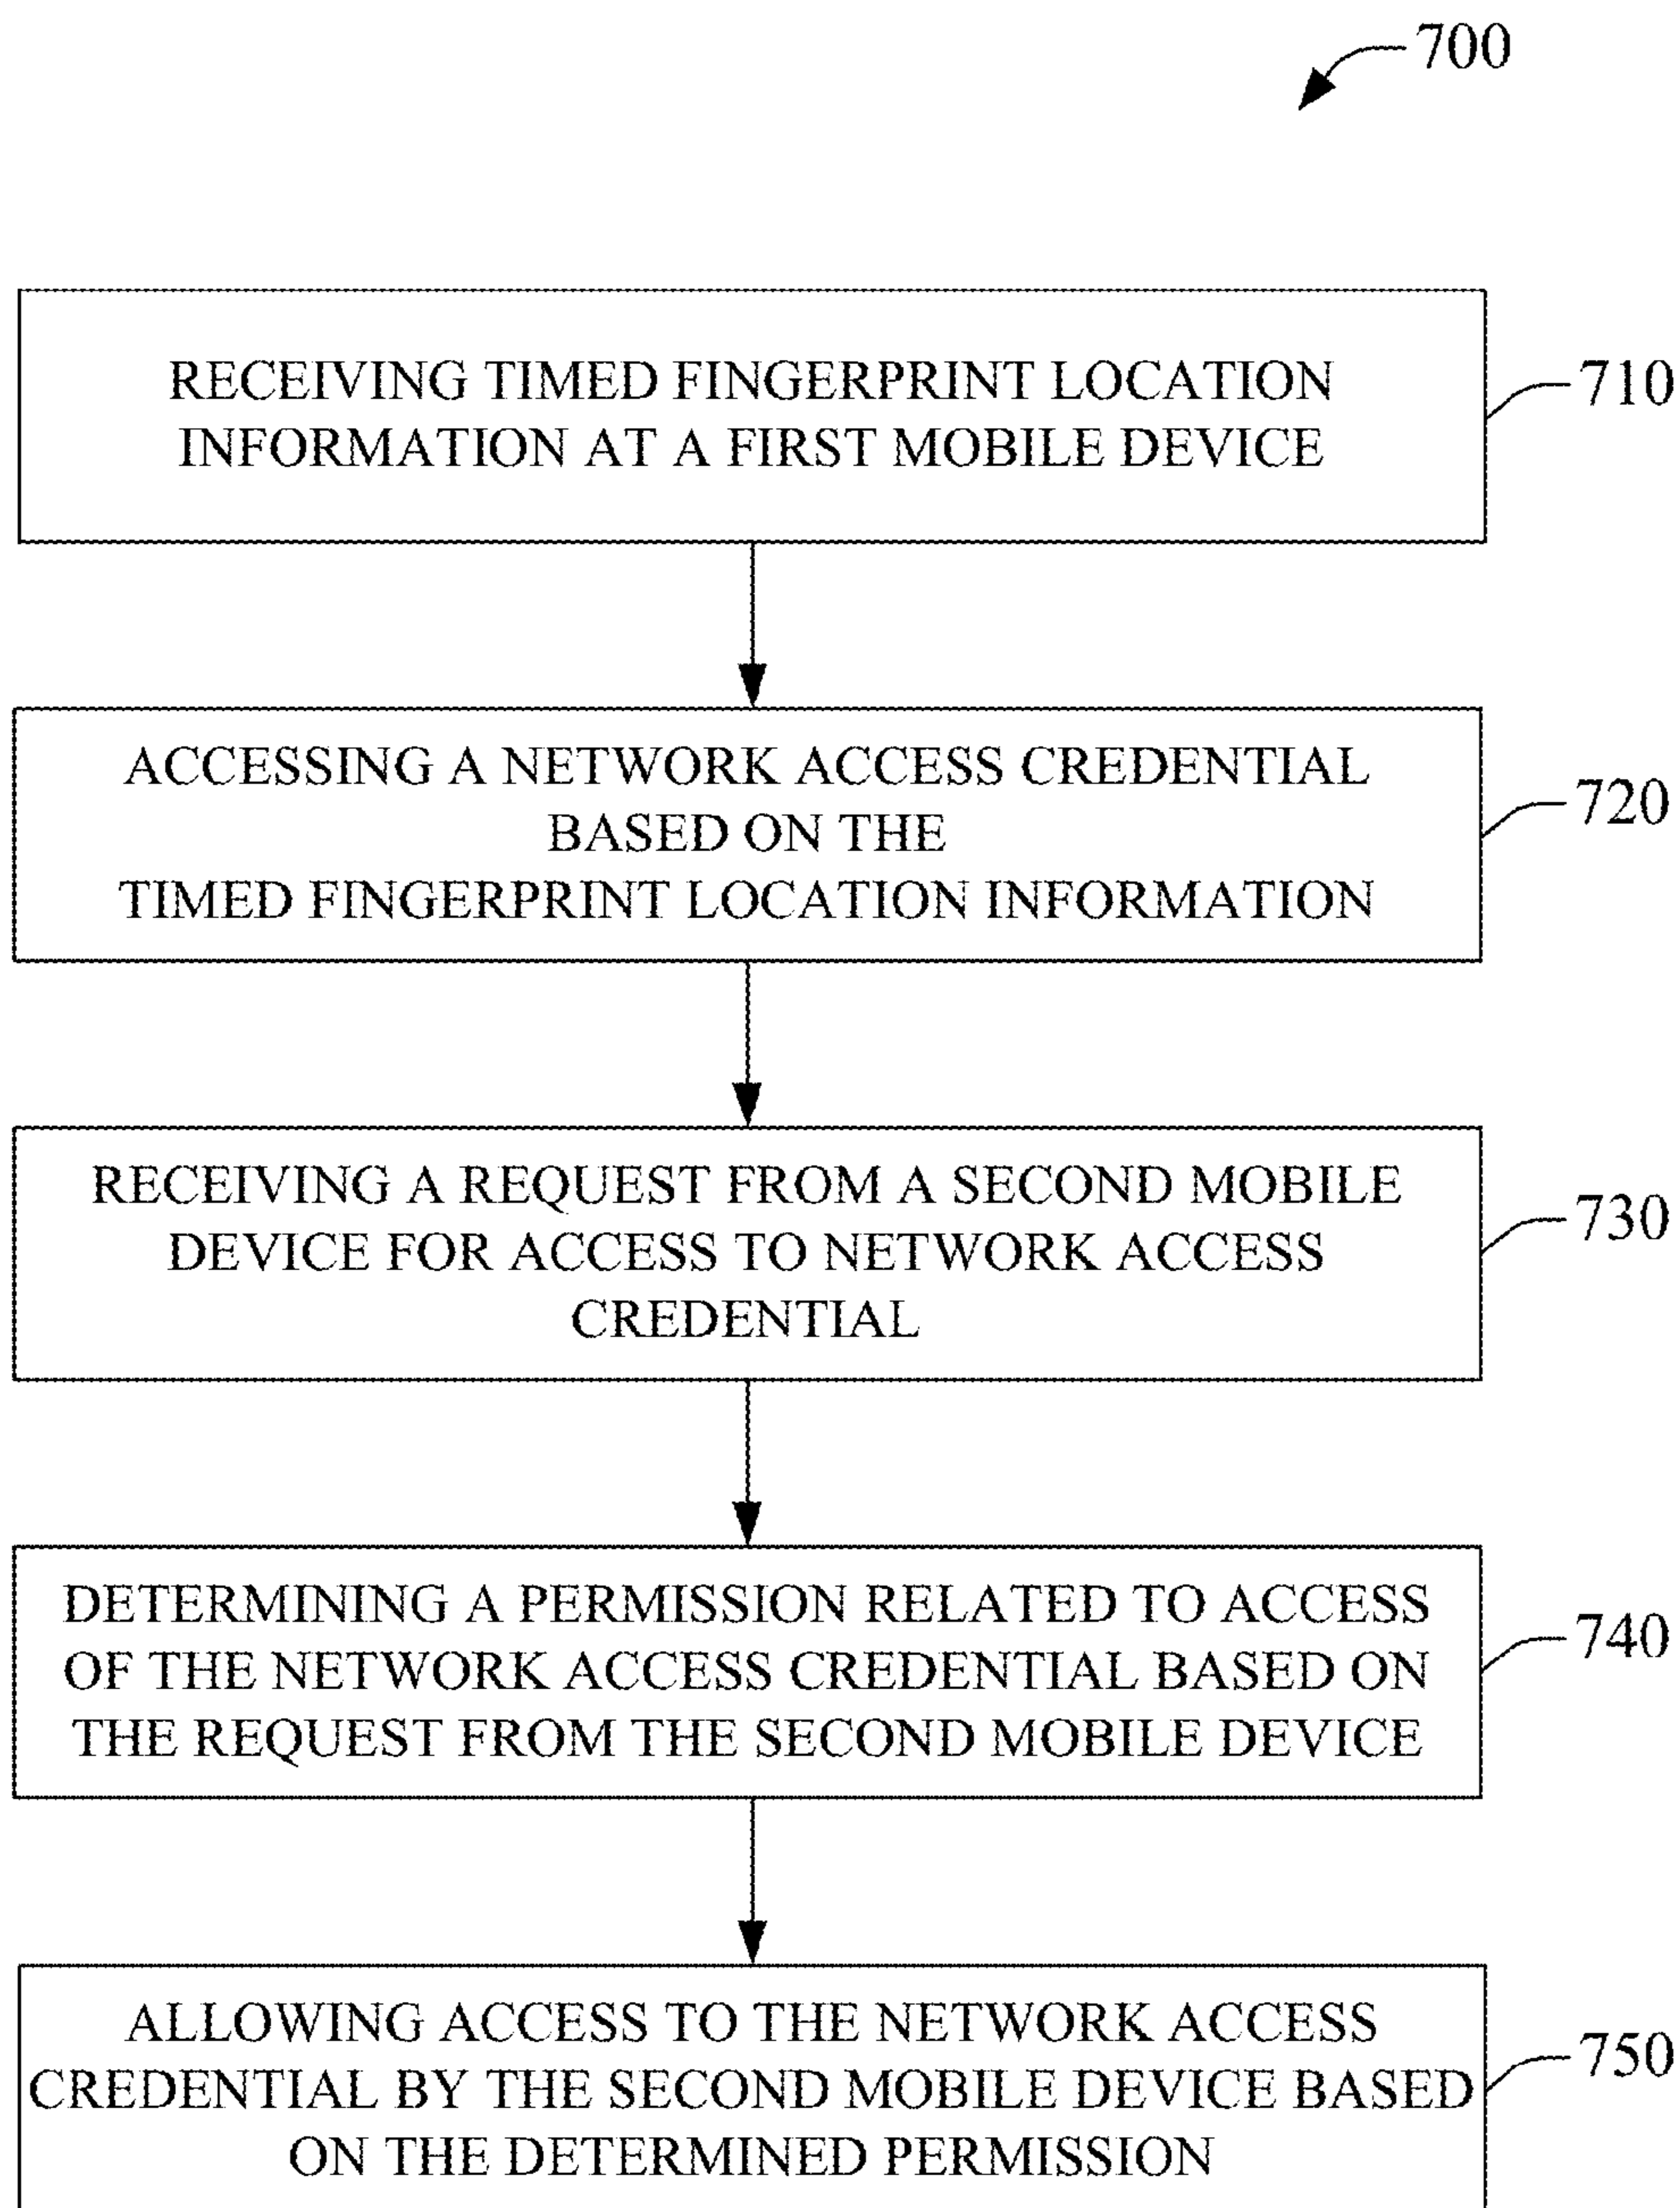 700
RECEIVING TIMED FINGERPRINT LOCATION
INFORMATION AT A FIRST MOBILE DEVICE
710
ACCESSING A NETWORK ACCESS CREDENTIAL
BASED ON THE
TIMED FINGERPRINT LOCATION INFORMATION
720
RECEIVING A REQUEST FROM A SECOND MOBILE
DEVICE FOR ACCESS TO NETWORK ACCESS
CREDENTIAL
730
DETERMINING A PERMISSION RELATED TO ACCESS
OF THE NETWORK ACCESS CREDENTIAL BASED ON
THE REQUEST FROM THE SECOND MOBILE DEVICE
740
ALLOWING ACCESS TO THE NETWORK ACCESS
CREDENTIAL BY THE SECOND MOBILE DEVICE BASED
ON THE DETERMINED PERMISSION
750